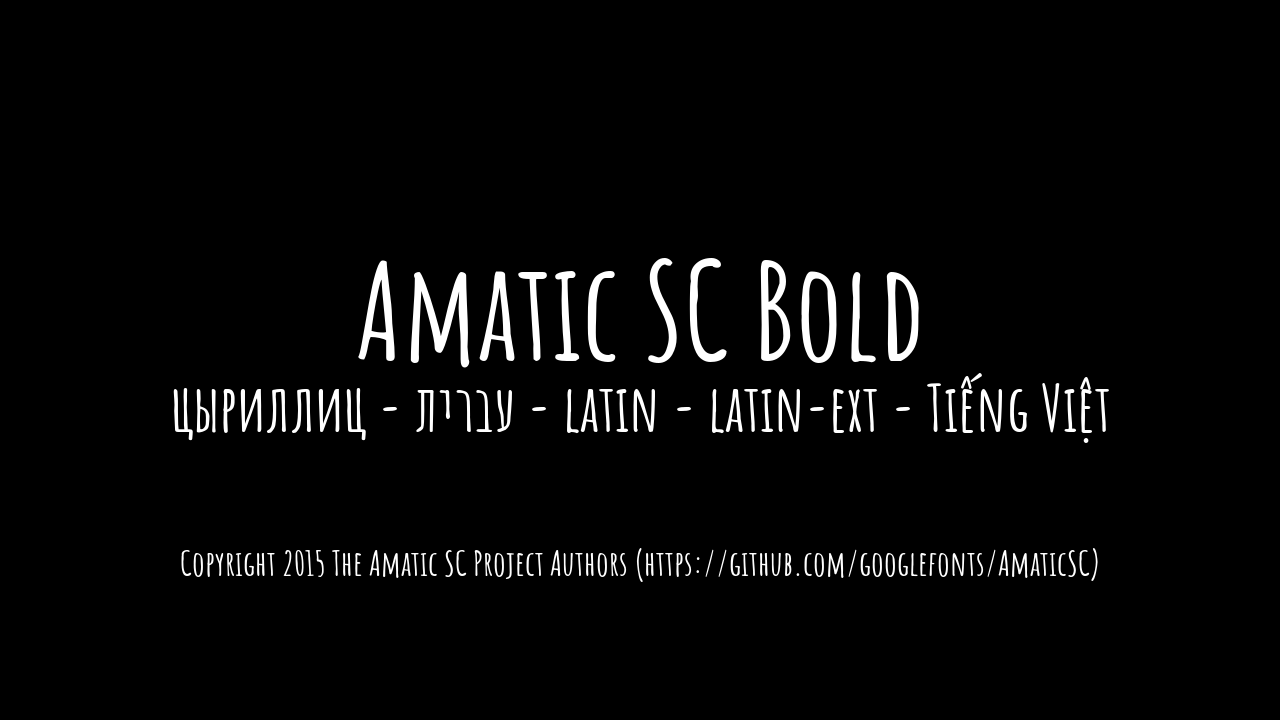 Amatic SC Bold
цыриллиц - עברית - latin - latin-ext - Tiếng Việt
Copyright 2015 The Amatic SC Project Authors (https://github.com/googlefonts/AmaticSC)